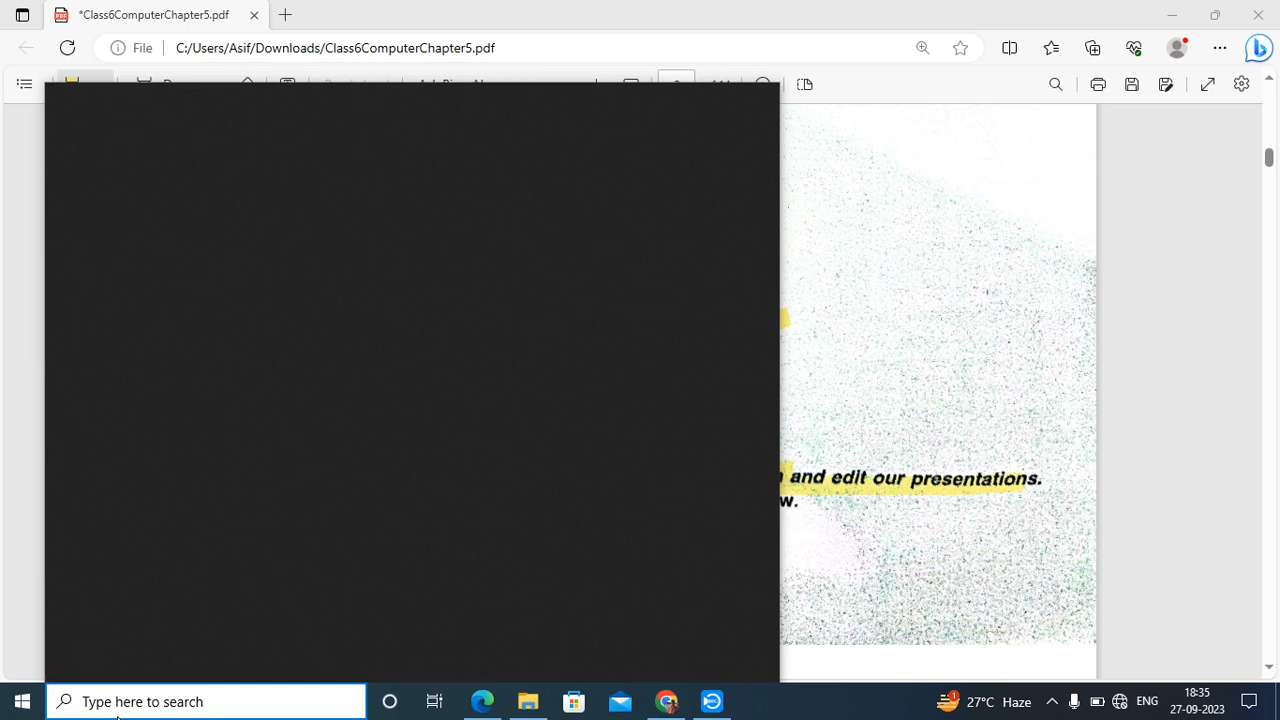 *Class6ComputerChapter5.pdf
File
C:/Users/Asif/Downloads/Class6ComputerChapter5.pdf
and edit our presentations.
w.
Type here to search
1
27°C Haze
ENG
18:35
27-09-2023